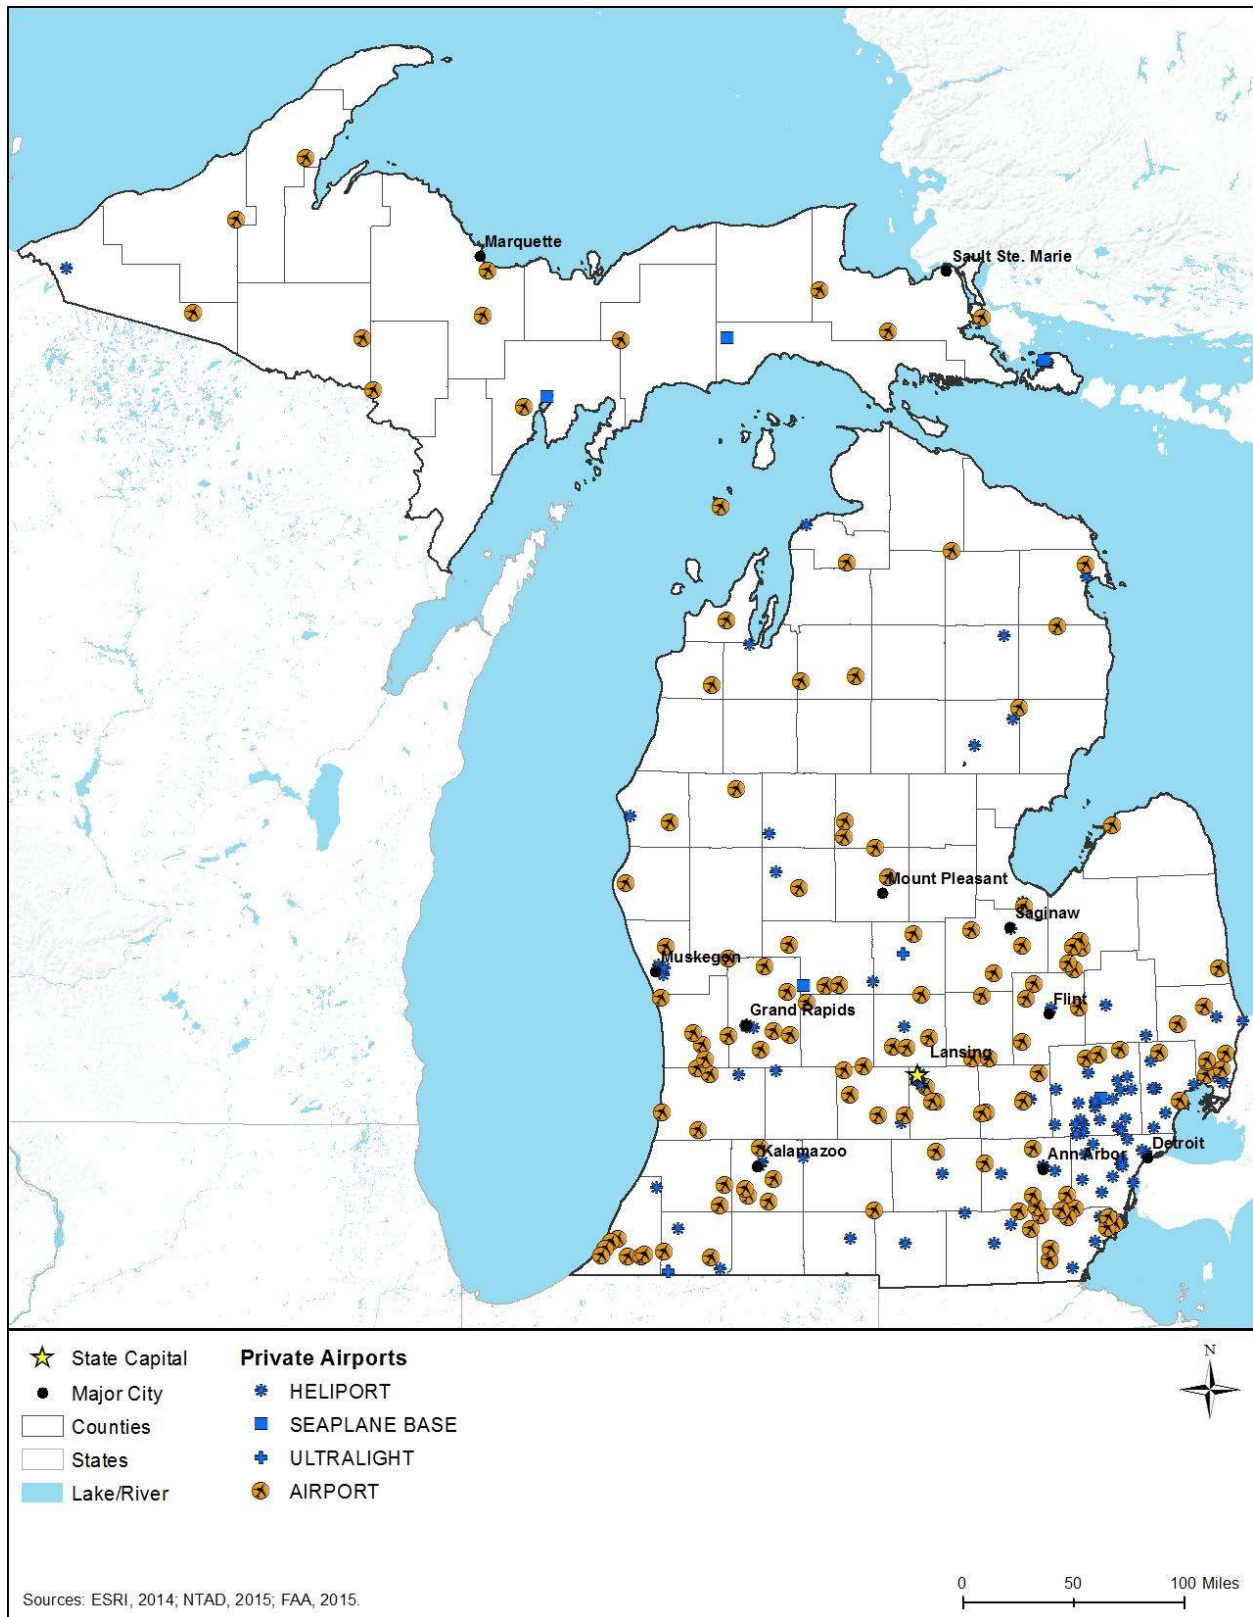 Marquette
Sault Ste. Marie
Mount Pleasant
Saginaw
Muskegon
Flint
Grand Rapids
Lansing
Kalamazoo
Ann Arbor
Detroit
State Capital
Major City
Counties
States
Lake/River
Private Airports
HELIPORT
SEAPLANE BASE
ULTRALIGHT
AIRPORT
N
Sources: ESRI, 2014; NTAD, 2015; FAA, 2015.
0 50 100 Miles